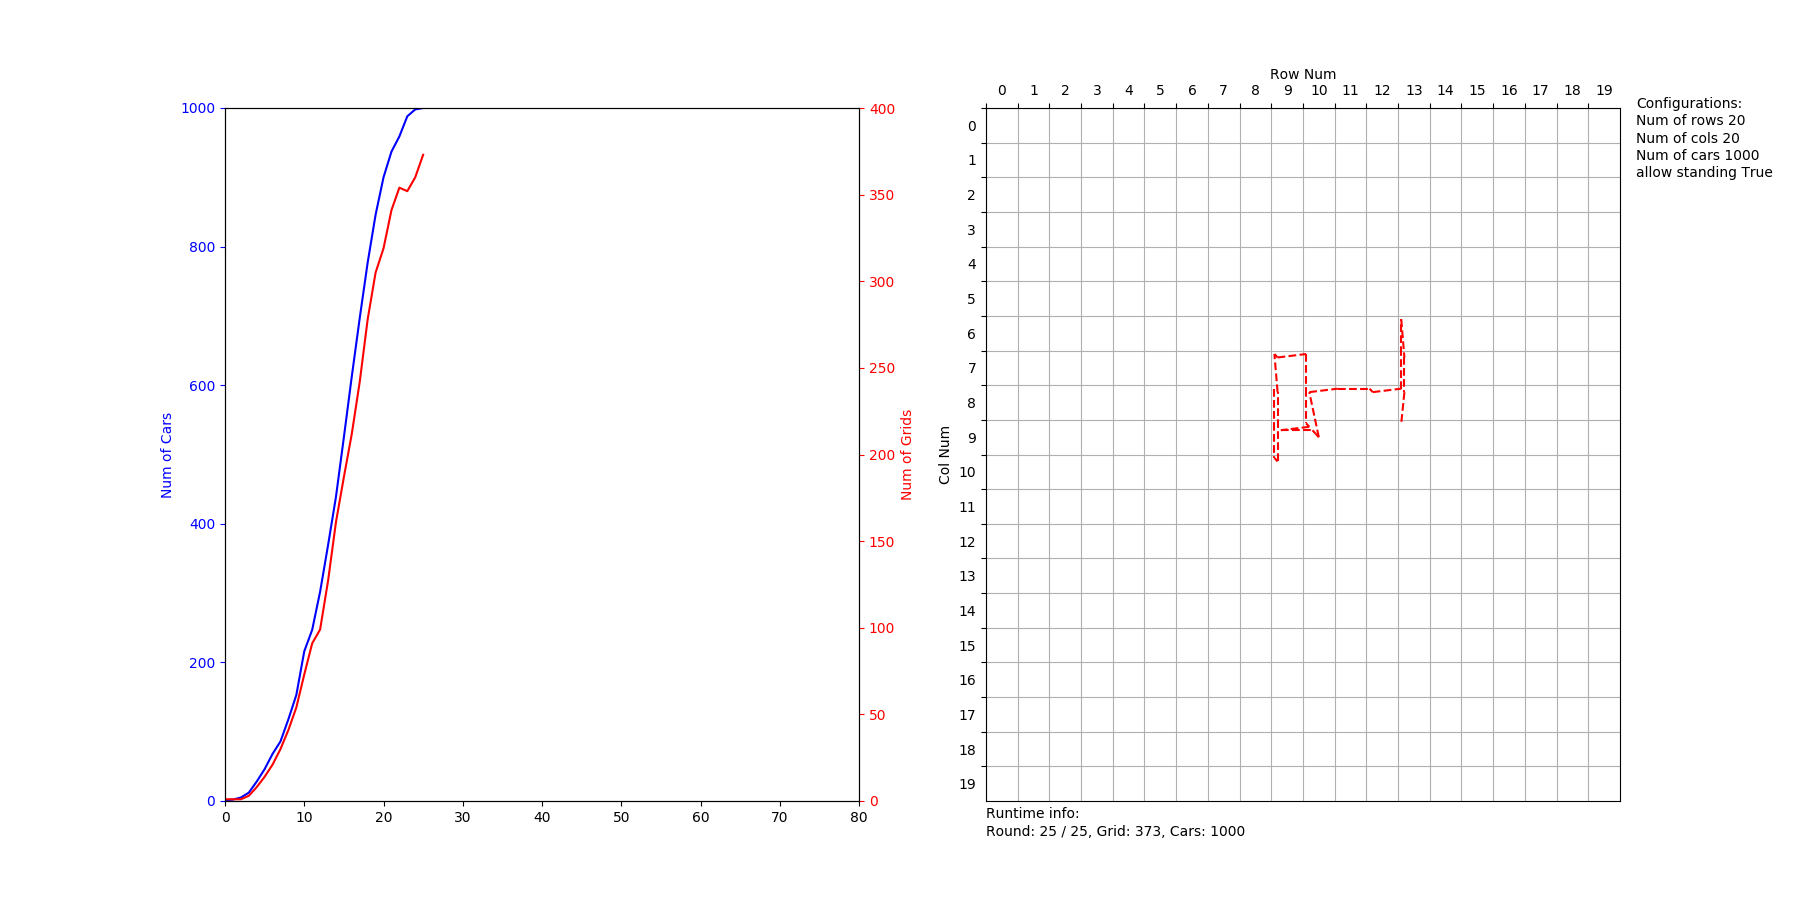 Row Num
0 1 2 3 4 5 6 7 8 9 10 11 12 13 14 15 16 17 18 19
Configurations:
Num of rows 20
Num of cols 20
Num of cars 1000
allow standing True
1000
800
600
400
200
0
Num of Cars
0 10 20 30 40 50 60 70 80
400
350
300
250
200
150
100
50
0
Num of Grids
Col Num
0
1
2
3
4
5
6
7
8
9
10
11
12
13
14
15
16
17
18
19
Runtime info:
Round: 25 / 25, Grid: 373, Cars: 1000